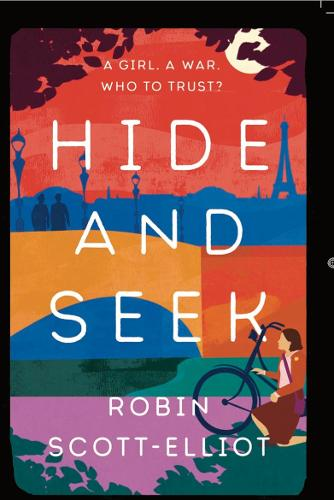 A GIRL. A WAR.
WHO TO TRUST?
HIDE
AND
SEEK
ROBIN
SCOTT-ELLIOT